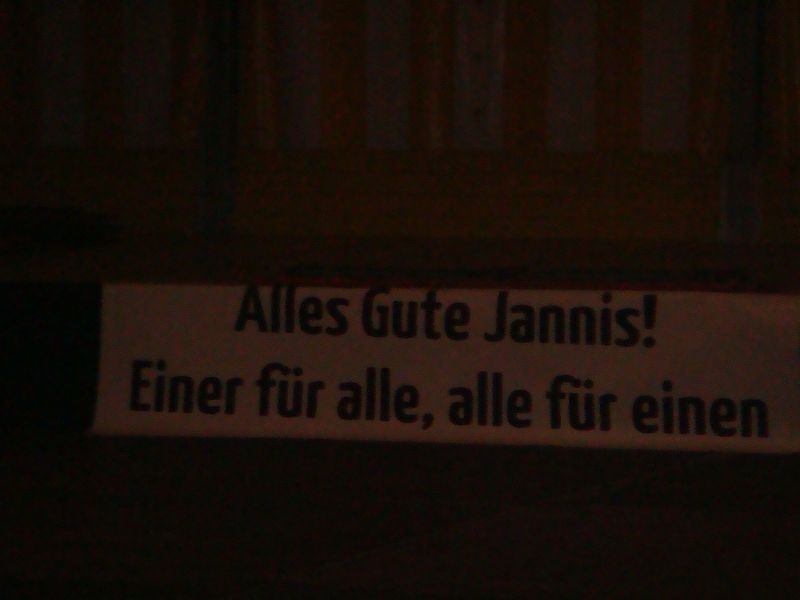 Alles Gute Jannis!
Einer für alle, alle für einen